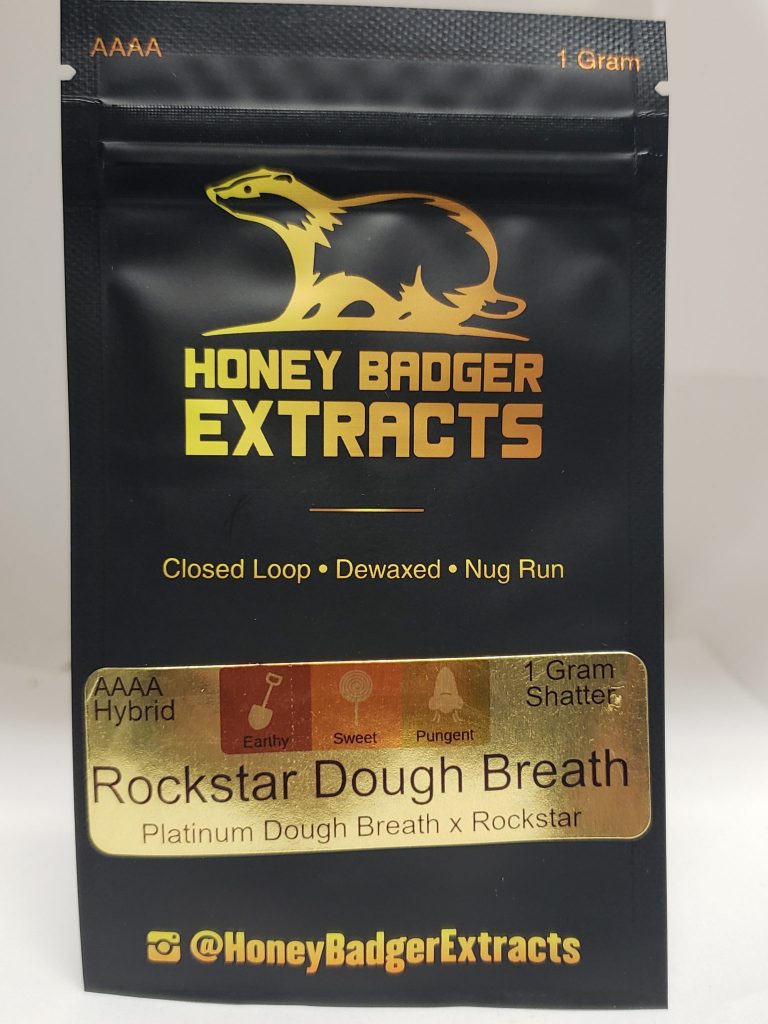 AAAA
1 Gram
HONEY BADGER
EXTRACTS
Closed Loop • Dewaxed • Nug Run
AAAA
Hybrid
Earthy
Sweet
Pungent
1 Gram
Shatter
Rockstar Dough Breath
Platinum Dough Breath x Rockstar
@HoneyBadgerExtracts